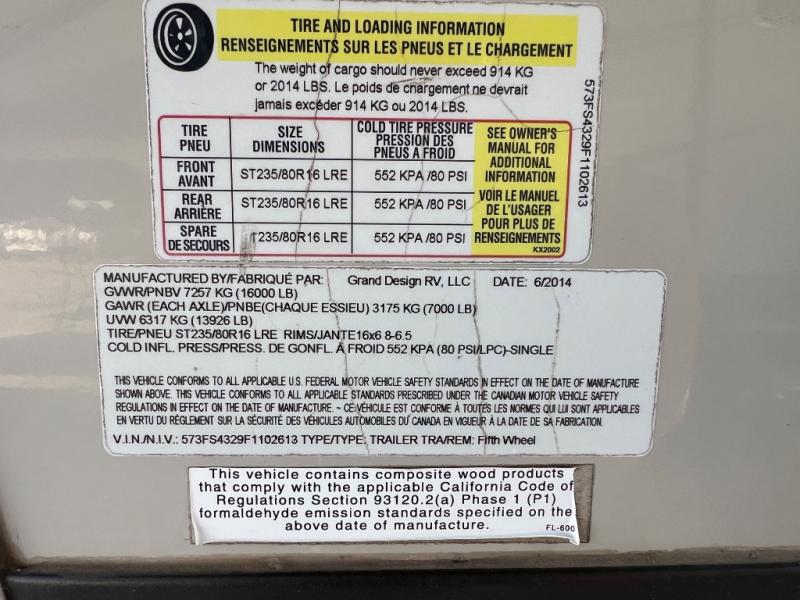 TIRE AND LOADING INFORMATION
RENSEIGNEMENTS SUR LES PNEUS ET LE CHARGEMENT
The weight of cargo should never exceed 914 KG
or 2014 LBS. Le poids de chargement ne devrait
jamais excéder 914 KG ou 2014 LBS.
TIRE PNEU SIZE DIMENSIONS COLD TIRE PRESSURE PRESSION DES PNEUS A FROID
FRONT AVANT ST235/80R16 LRE 552 KPA /80 PSI
REAR ARRIÈRE ST235/80R16 LRE 552 KPA /80 PSI
SPARE DE SECOURS T235/80R16 LRE 552 KPA /80 PSI
SEE OWNER'S
MANUAL FOR
ADDITIONAL
INFORMATION
VOIR LE MANUEL
DE L'USAGER
POUR PLUS DE
RENSEIGNEMENTS
KX2002
573FS4329F1102613
MANUFACTURED BY/FABRIQUÉ PAR: Grand Design RV, LLC DATE: 6/2014
GVWR/PNBV 7257 KG (16000 LB)
GAWR (EACH AXLE)/PNBE(CHAQUE ESSIEU) 3175 KG (7000 LB)
UVW 6317 KG (13926 LB)
TIRE/PNEU ST235/80R16 LRE RIMS/JANTE16x6 8-6.5
COLD INFL. PRESS/PRESS. DE GONFL. À FROID 552 KPA (80 PSI/LPC)-SINGLE
THIS VEHICLE CONFORMS TO ALL APPLICABLE U.S. FEDERAL MOTOR VEHICLE SAFETY STANDARDS IN EFFECT ON THE DATE OF MANUFACTURE
SHOWN ABOVE. THIS VEHICLE CONFORMS TO ALL APPLICABLE STANDARDS PRESCRIBED UNDER THE CANADIAN MOTOR VEHICLE SAFETY
REGULATIONS IN EFFECT ON THE DATE OF MANUFACTURE. ~ CE VÉHICULE EST CONFORME À TOUTES LES NORMES QUI LUI SONT APPLICABLES
EN VERTU DU RÈGLEMENT SUR LA SÉCURITÉ DES VÉHICULES AUTOMOBILES DU CANADA EN VIGUEUR À LA DATE DE SA FABRICATION.
V.I.N./N.I.V.: 573FS4329F1102613 TYPE/TYPE: TRAILER TRA/REM: Fifth Wheel
This vehicle contains composite wood products
that comply with the applicable California Code of
Regulations Section 93120.2(a) Phase 1 (P1)
formaldehyde emission standards specified on the
above date of manufacture.
FL-600